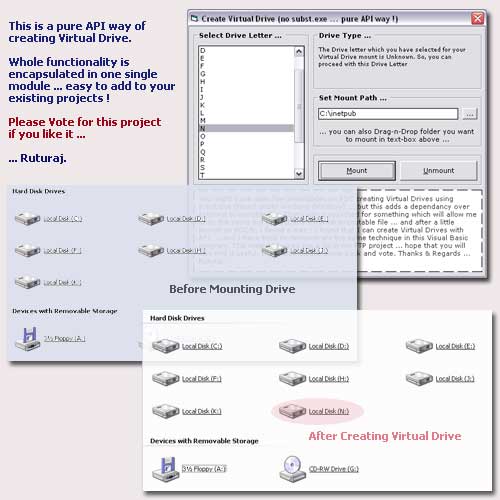 This is a pure API way of
creating Virtual Drive.
Whole functionality is
encapsulated in one single
module ... easy to add to your
existing projects !
Please Vote for this project
if you like it ...
... Ruturaj.
Create Virtual Drive (no subst.exe ... pure API way !)
Select Drive Letter ...
D
E
F
G
H
I
J
K
L
M
N
O
P
Q
R
S
T
Drive Type ...
The Drive letter which you have selected for your
Virtual Drive mount is Unknown. So, you can
proceed with this Drive Letter
Set Mount Path ...
C:\inetpub
...
... you can also Drag-n-Drop folder you want
to mount in text-box above ...
Mount
Unmount
creating Virtual Drives using
but this adds a dependancy over
for something which will allow me
file ... and after a little
can create Virtual Drives with
technique in this Visual Basic
project ... hope that you will
and vote. Thanks & Regards ...
Hard Disk Drives
Local Disk (C:)
Local Disk (D:)
Local Disk (E:)
Local Disk (F:)
Local Disk (H:)
Local Disk (J:)
Local Disk (K:)
Before Mounting Drive
Devices with Removable Storage
3½ Floppy (A:)
Hard Disk Drives
Local Disk (C:)
Local Disk (D:)
Local Disk (E:)
Local Disk (F:)
Local Disk (H:)
Local Disk (J:)
Local Disk (K:)
Local Disk (N:)
After Creating Virtual Drive
Devices with Removable Storage
3½ Floppy (A:)
CD-RW Drive (G:)